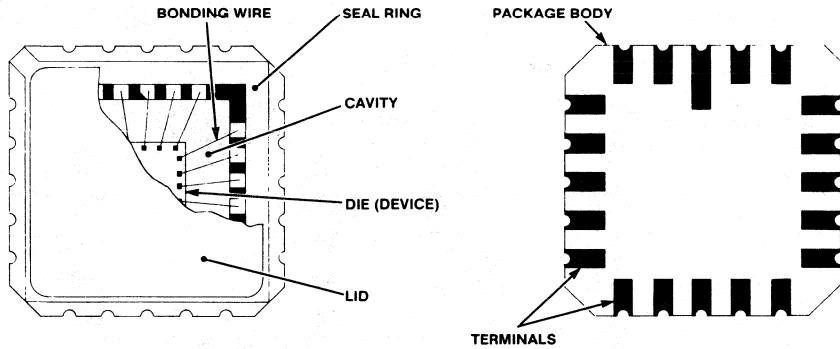 BONDING WIRE
SEAL RING
PACKAGE BODY
CAVITY
DIE (DEVICE)
LID
TERMINALS